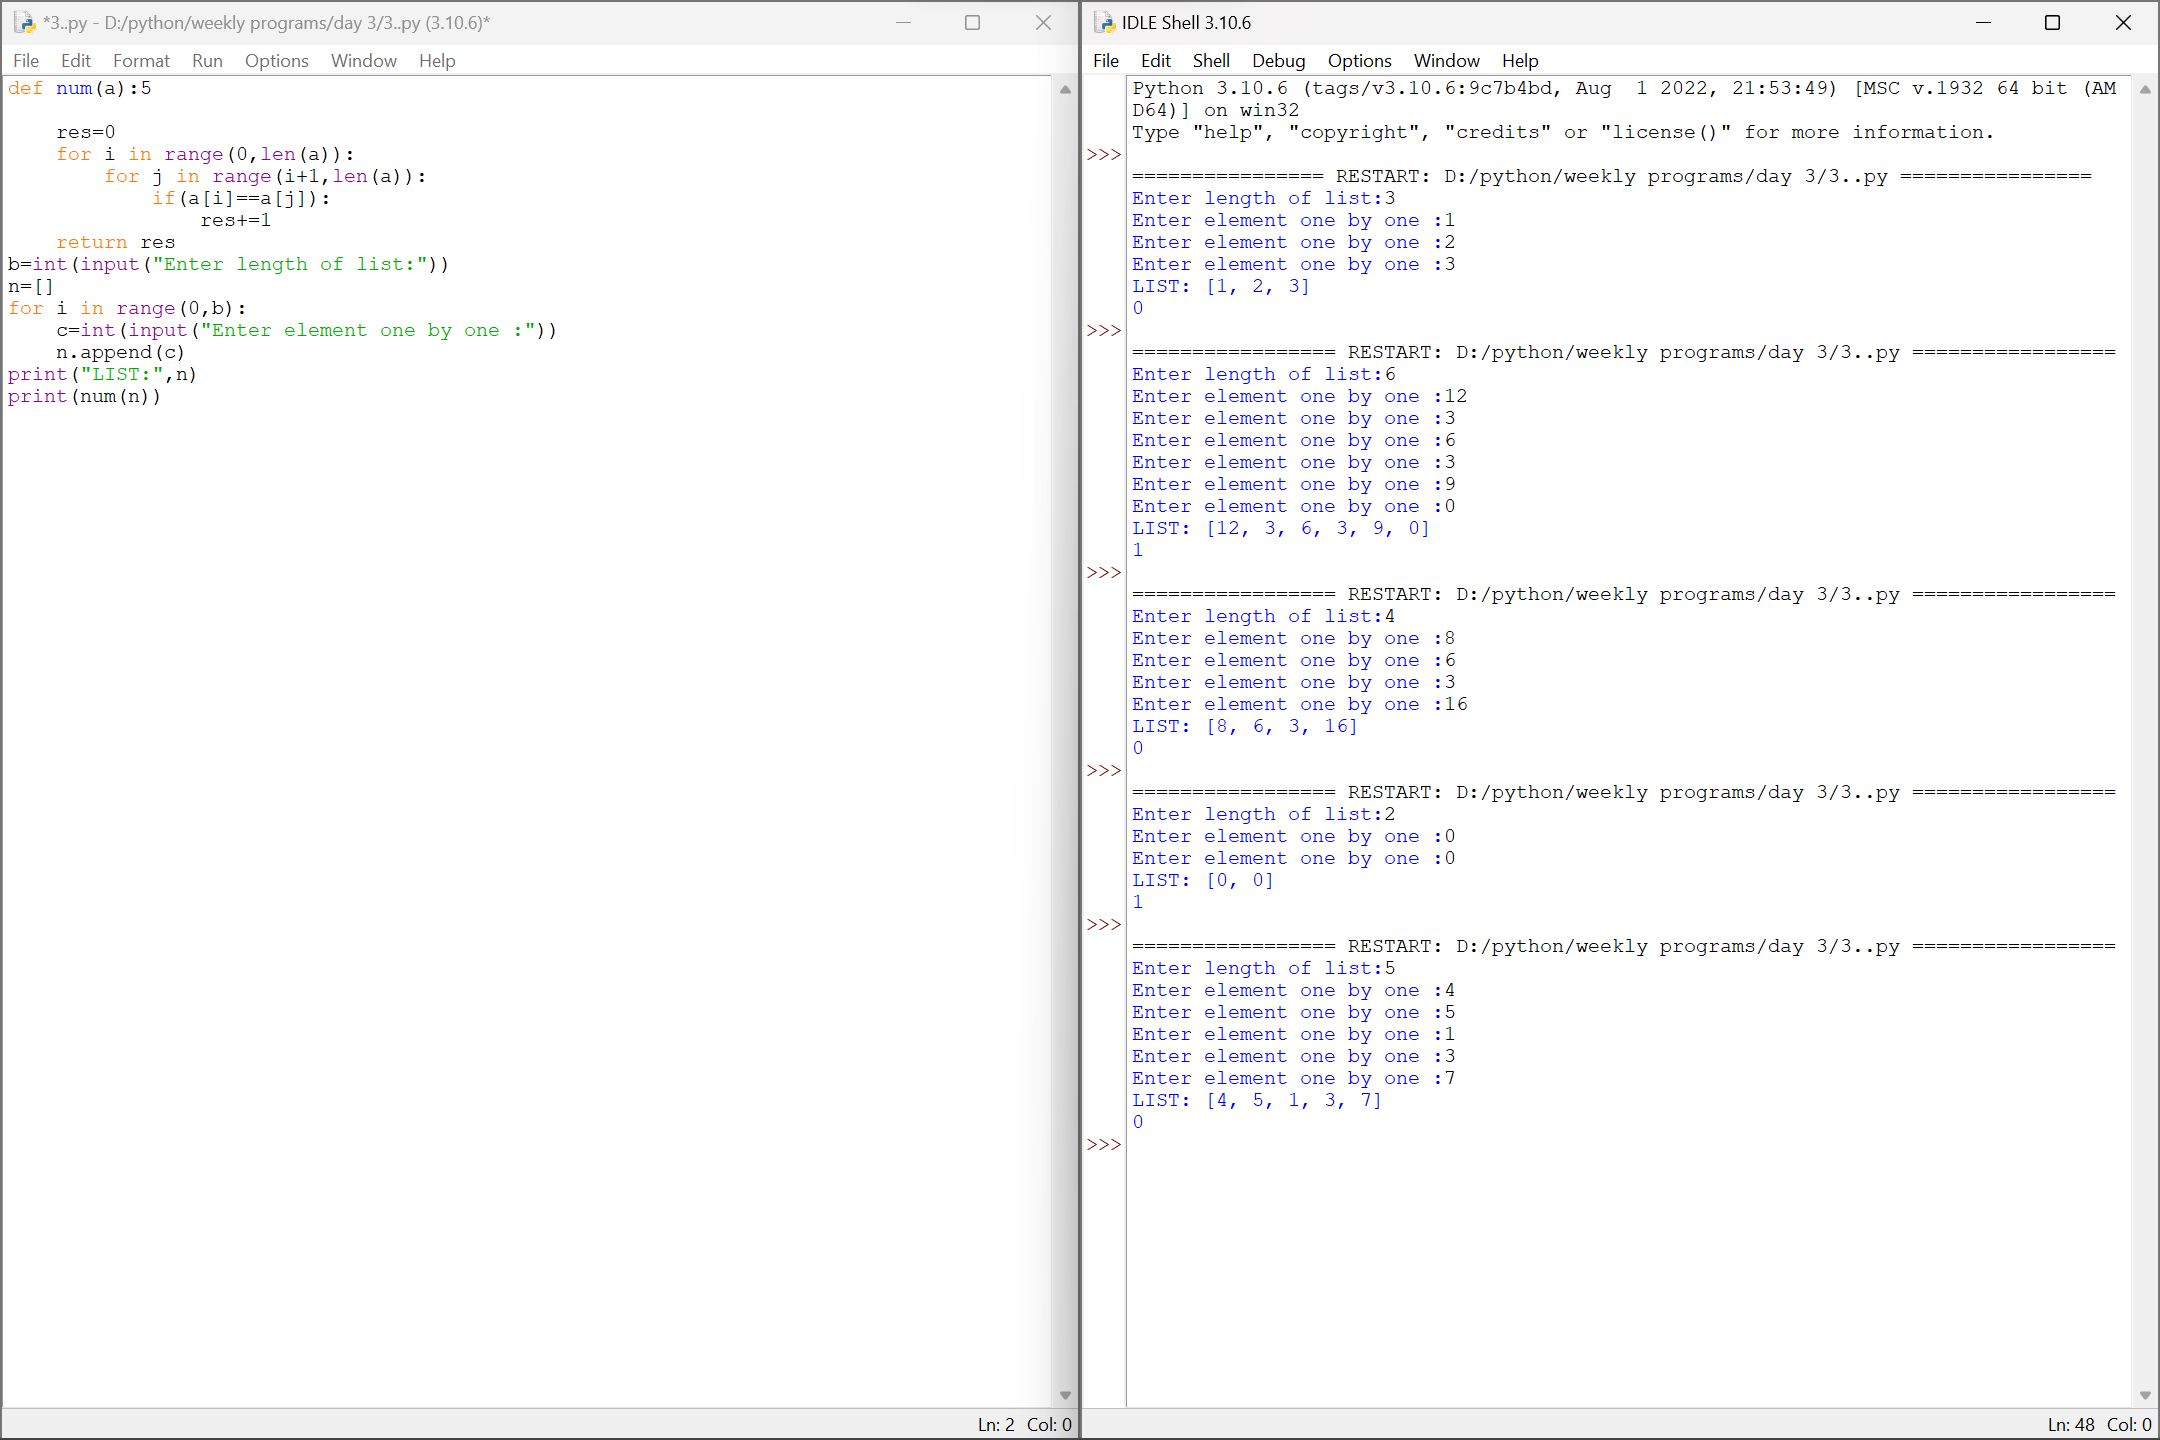 *3..py - D:/python/weekly programs/day 3/3..py (3.10.6)*
File Edit Format Run Options Window Help
def num(a):5
    res=0
    for i in range(0,len(a)):
        for j in range(i+1,len(a)):
            if(a[i]==a[j]):
                res+=1
    return res
b=int(input("Enter length of list:"))
n=[]
for i in range(0,b):
    c=int(input("Enter element one by one :"))
    n.append(c)
print("LIST:",n)
print(num(n))
Ln: 2 Col: 0
IDLE Shell 3.10.6
File Edit Shell Debug Options Window Help
Python 3.10.6 (tags/v3.10.6:9c7b4bd, Aug  1 2022, 21:53:49) [MSC v.1932 64 bit (AM
D64)] on win32
Type "help", "copyright", "credits" or "license()" for more information.
>>>
================ RESTART: D:/python/weekly programs/day 3/3..py ================
Enter length of list:3
Enter element one by one :1
Enter element one by one :2
Enter element one by one :3
LIST: [1, 2, 3]
0
>>>
================= RESTART: D:/python/weekly programs/day 3/3..py =================
Enter length of list:6
Enter element one by one :12
Enter element one by one :3
Enter element one by one :6
Enter element one by one :3
Enter element one by one :9
Enter element one by one :0
LIST: [12, 3, 6, 3, 9, 0]
1
>>>
================= RESTART: D:/python/weekly programs/day 3/3..py =================
Enter length of list:4
Enter element one by one :8
Enter element one by one :6
Enter element one by one :3
Enter element one by one :16
LIST: [8, 6, 3, 16]
0
>>>
================= RESTART: D:/python/weekly programs/day 3/3..py =================
Enter length of list:2
Enter element one by one :0
Enter element one by one :0
LIST: [0, 0]
1
>>>
================= RESTART: D:/python/weekly programs/day 3/3..py =================
Enter length of list:5
Enter element one by one :4
Enter element one by one :5
Enter element one by one :1
Enter element one by one :3
Enter element one by one :7
LIST: [4, 5, 1, 3, 7]
0
>>>
Ln: 48 Col: 0